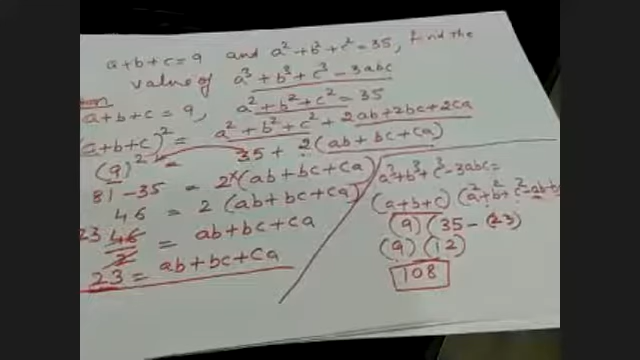 a+b+c=9 and a²+b²+c²=35, find the
value of a³+b³+c³-3abc
a+b+c=9, a²+b²+c²=35
(a+b+c)² = a²+b²+c²+2ab+2bc+2ca
(9)² = 35 + 2(ab+bc+ca)
81-35 = 2×(ab+bc+ca)
46 = 2(ab+bc+ca)
23 46/2 = ab+bc+ca
23 = ab+bc+ca
a³+b³+c³-3abc=
(a+b+c)(a²+b²+c²-ab-b
(9)(35-(23)
(9)(12)
108